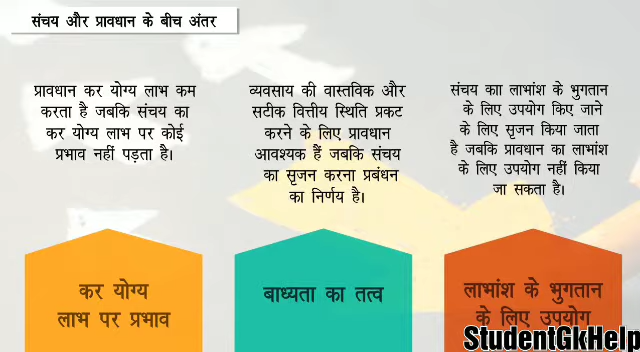 संचय और प्रावधान के बीच अंतर
प्रावधान कर योग्य लाभ कम
करता है जबकि संचय का
कर योग्य लाभ पर कोई
प्रभाव नहीं पड़ता है।
व्यवसाय की वास्तविक और
सटीक वित्तीय स्थिति प्रकट
करने के लिए प्रावधान
आवश्यक हैं जबकि संचय
का सृजन करना प्रबंधन
का निर्णय है।
संचय काा लाभांश के भुगतान
के लिए उपयोग किए जाने
के लिए सृजन किया जाता
है जबकि प्रावधान का लाभांश
के लिए उपयोग नहीं किया
जा सकता है।
कर योग्य
लाभ पर प्रभाव
बाध्यता का तत्व
लाभांश के भुगतान
के लिए उपयोग
StudentGkHelp